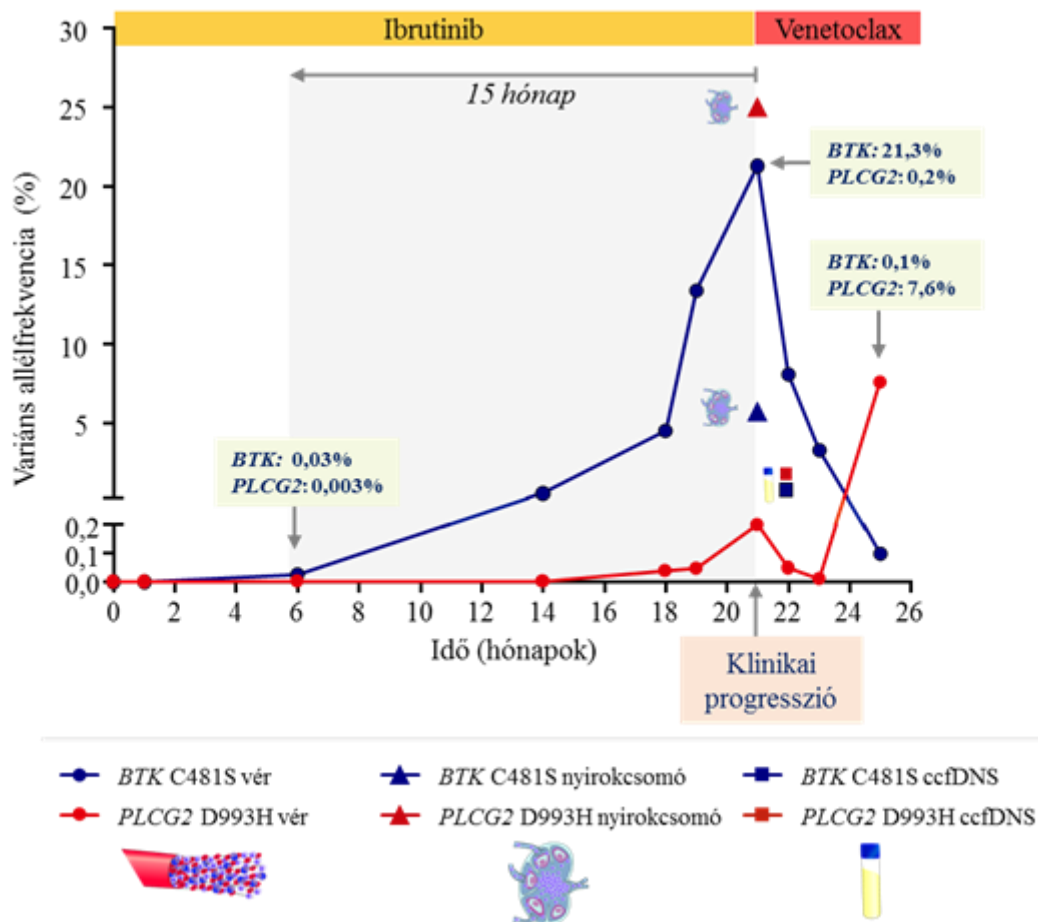 Ibrutinib
Venetoclax
30
25
20
15
10
5
0,2
0,1
0,0
Variáns allélfrekvencia (%)
15 hónap
BTK: 21,3%
PLCG2: 0,2%
BTK: 0,1%
PLCG2: 7,6%
BTK: 0,03%
PLCG2: 0,003%
0 2 4 6 8 10 12 14 16 18 20 22 24 26
Idő (hónapok)
Klinikai
progresszió
BTK C481S vér
BTK C481S nyirokcsomó
BTK C481S ccfDNS
PLCG2 D993H vér
PLCG2 D993H nyirokcsomó
PLCG2 D993H ccfDNS